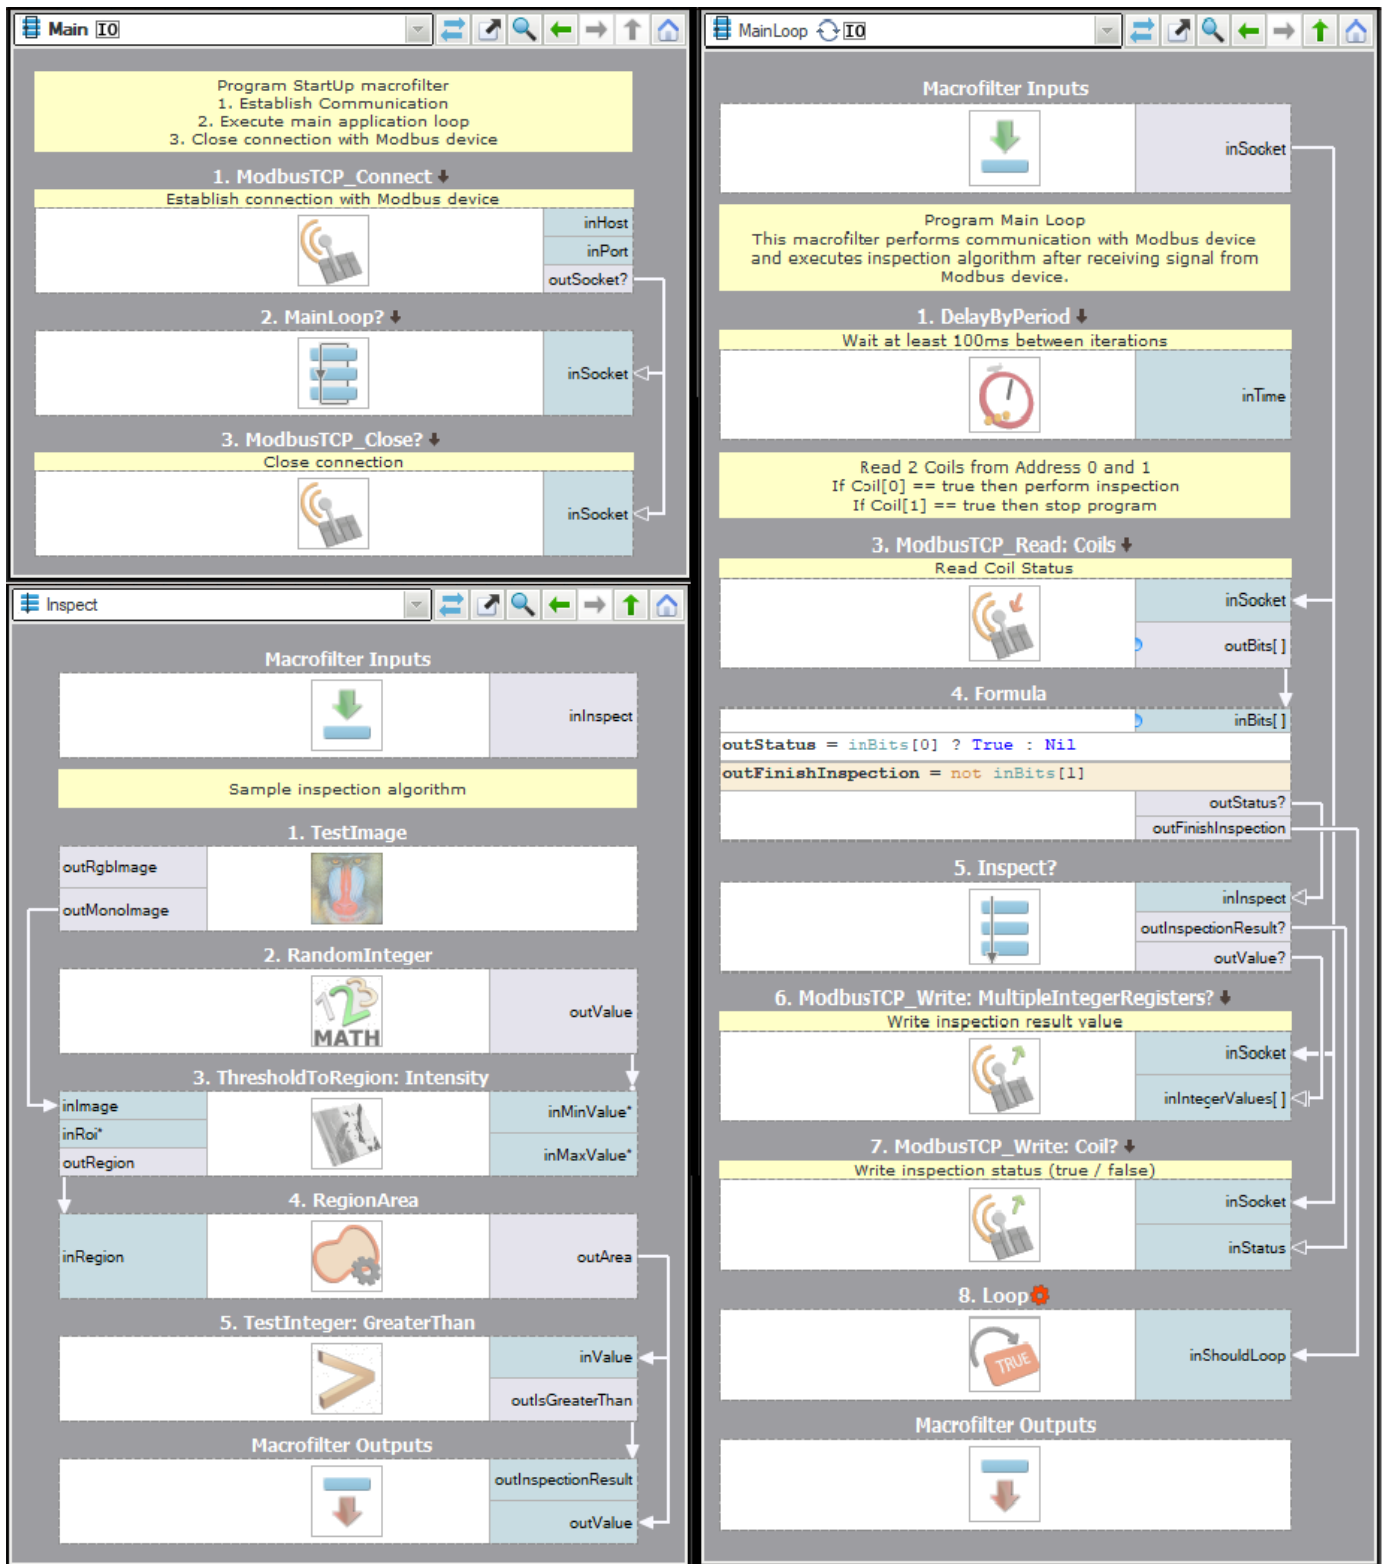 Main IO
Program StartUp macrofilter
1. Establish Communication
2. Execute main application loop
3. Close connection with Modbus device
1. ModbusTCP_Connect
Establish connection with Modbus device
inHost
inPort
outSocket?
2. MainLoop?
inSocket
3. ModbusTCP_Close?
Close connection
inSocket
Inspect
Macrofilter Inputs
inInspect
Sample inspection algorithm
1. TestImage
outRgbImage
outMonoImage
2. RandomInteger
123
MATH
outValue
3. ThresholdToRegion: Intensity
inImage
inMinValue*
inRoi*
inMaxValue*
outRegion
4. RegionArea
inRegion
outArea
5. TestInteger: GreaterThan
inValue
outIsGreaterThan
Macrofilter Outputs
outInspectionResult
outValue
MainLoop IO
Macrofilter Inputs
inSocket
Program Main Loop
This macrofilter performs communication with Modbus device
and executes inspection algorithm after receiving signal from
Modbus device.
1. DelayByPeriod
Wait at least 100ms between iterations
inTime
Read 2 Coils from Address 0 and 1
If Coil[0] == true then perform inspection
If Coil[1] == true then stop program
3. ModbusTCP_Read: Coils
Read Coil Status
inSocket
outBits[ ]
4. Formula
inBits[ ]
outStatus = inBits[0] ? True : Nil
outFinishInspection = not inBits[1]
outStatus?
outFinishInspection
5. Inspect?
inInspect
outInspectionResult?
outValue?
6. ModbusTCP_Write: MultipleIntegerRegisters?
Write inspection result value
inSocket
inIntegerValues[ ]
7. ModbusTCP_Write: Coil?
Write inspection status (true / false)
inSocket
inStatus
8. Loop
TRUE
inShouldLoop
Macrofilter Outputs